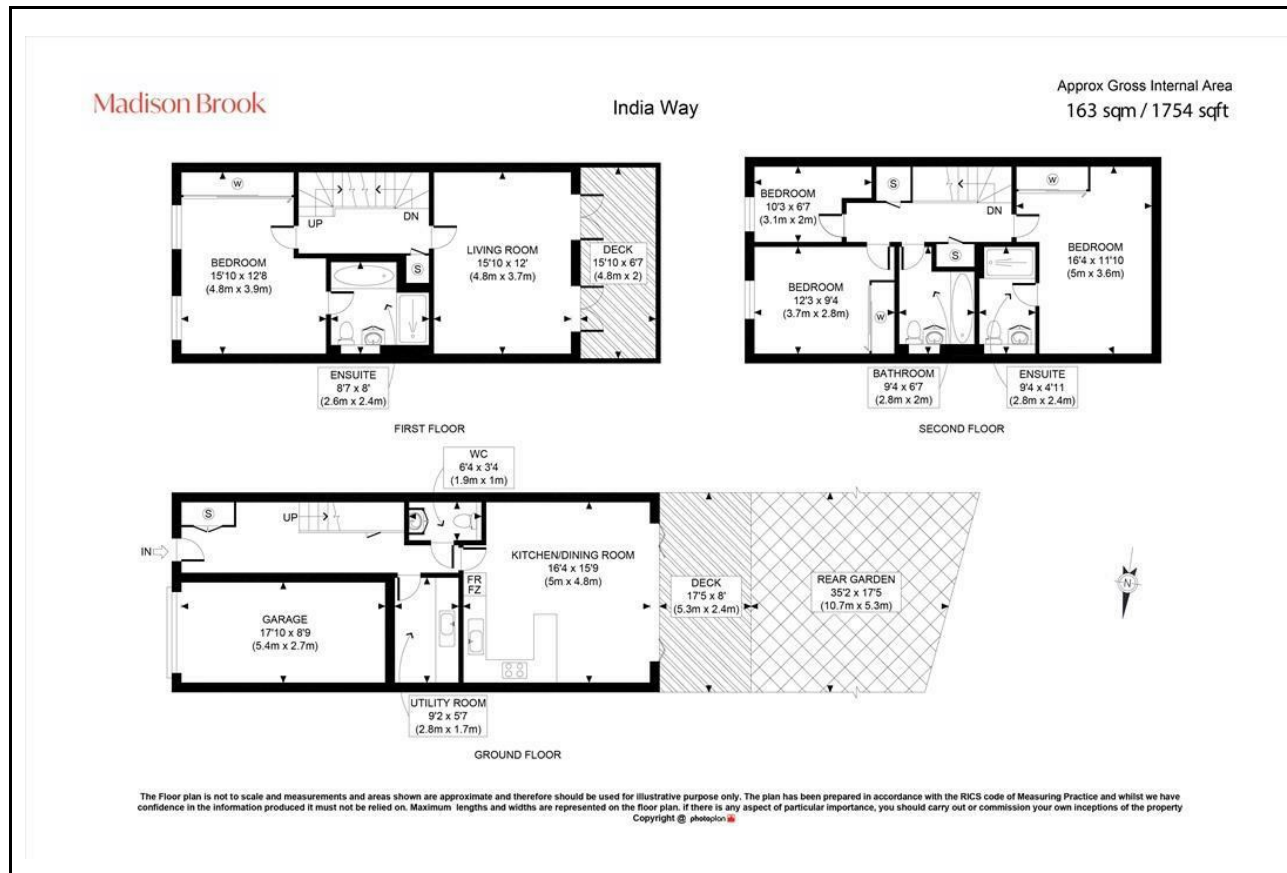 Madison Brook
India Way
Approx Gross Internal Area
163 sqm / 1754 sqft
W
UP
DN
BEDROOM
15'10 x 12'8
(4.8m x 3.9m)
S
LIVING ROOM
15'10 x 12'
(4.8m x 3.7m)
DECK
15'10 x 6'7
(4.8m x 2)
ENSUITE
8'7 x 8'
(2.6m x 2.4m)
FIRST FLOOR
BEDROOM
10'3 x 6'7
(3.1m x 2m)
S
DN
W
BEDROOM
16'4 x 11'10
(5m x 3.6m)
S
BEDROOM
12'3 x 9'4
(3.7m x 2.8m)
W
BATHROOM
9'4 x 6'7
(2.8m x 2m)
ENSUITE
9'4 x 4'11
(2.8m x 2.4m)
SECOND FLOOR
WC
6'4 x 3'4
(1.9m x 1m)
S
UP
IN
KITCHEN/DINING ROOM
16'4 x 15'9
(5m x 4.8m)
FR
FZ
DECK
17'5 x 8'
(5.3m x 2.4m)
REAR GARDEN
35'2 x 17'5
(10.7m x 5.3m)
N
GARAGE
17'10 x 8'9
(5.4m x 2.7m)
UTILITY ROOM
9'2 x 5'7
(2.8m x 1.7m)
GROUND FLOOR
The Floor plan is not to scale and measurements and areas shown are approximate and therefore should be used for illustrative purpose only. The plan has been prepared in accordance with the RICS code of Measuring Practice and whilst we have
confidence in the information produced it must not be relied on. Maximum lengths and widths are represented on the floor plan. if there is any aspect of particular importance, you should carry out or commission your own inceptions of the property
Copyright @ photoplan